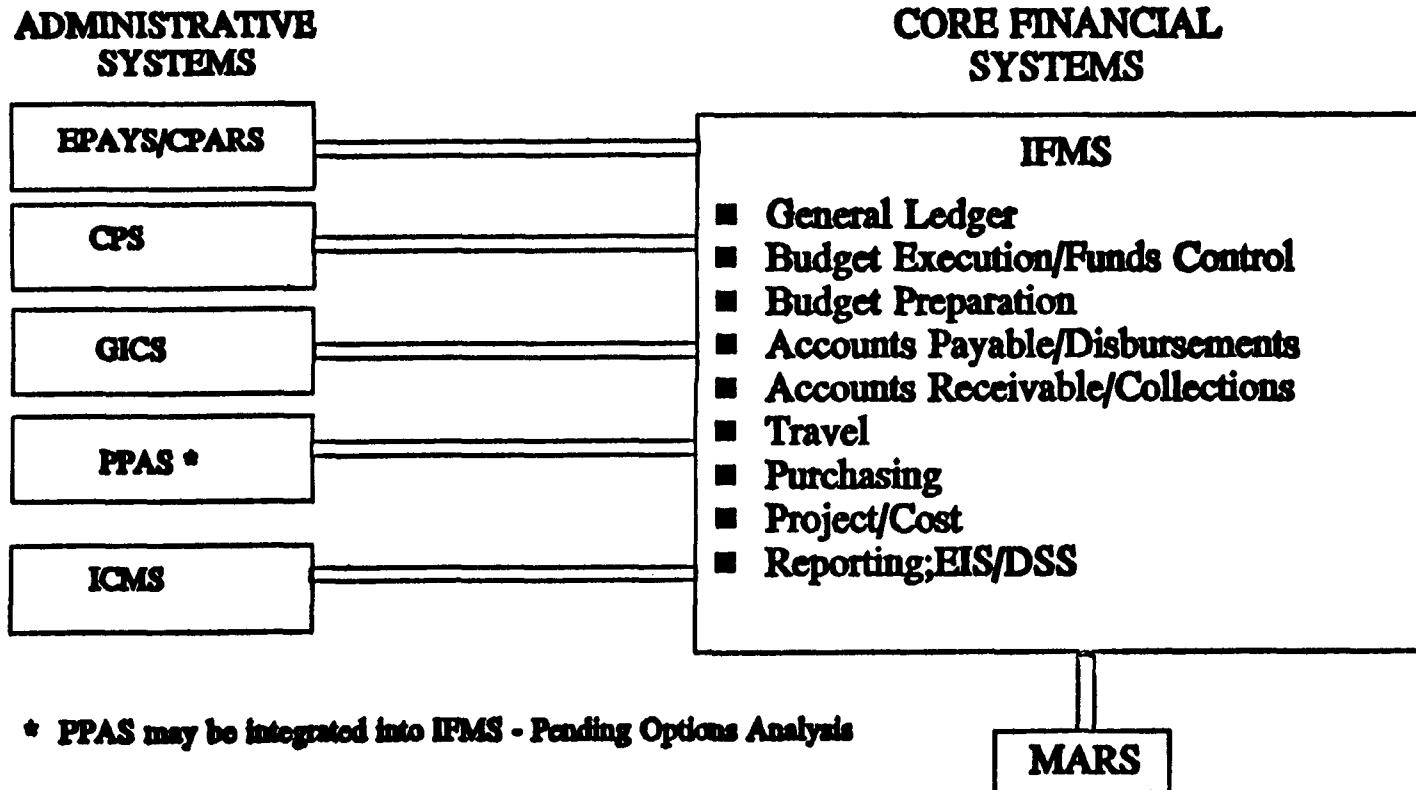 ADMINISTRATIVE
SYSTEMS
CORE FINANCIAL
SYSTEMS
EPAYS/CPARS
CPS
GICS
PPAS *
ICMS
IFMS
■ General Ledger
■ Budget Execution/Funds Control
■ Budget Preparation
■ Accounts Payable/Disbursements
■ Accounts Receivable/Collections
■ Travel
■ Purchasing
■ Project/Cost
■ Reporting;EIS/DSS
* PPAS may be integrated into IFMS - Pending Options Analysis
MARS